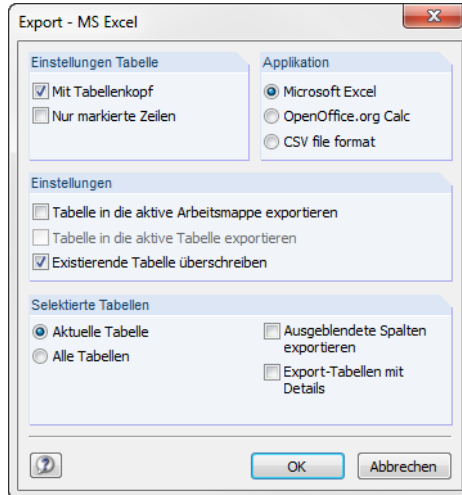 Export - MS Excel
Einstellungen Tabelle
Mit Tabellenkopf
Nur markierte Zeilen
Applikation
Microsoft Excel
OpenOffice.org Calc
CSV file format
Einstellungen
Tabelle in die aktive Arbeitsmappe exportieren
Tabelle in die aktive Tabelle exportieren
Existierende Tabelle überschreiben
Selektierte Tabellen
Aktuelle Tabelle
Alle Tabellen
Ausgeblendete Spalten
exportieren
Export-Tabellen mit
Details
OK
Abbrechen